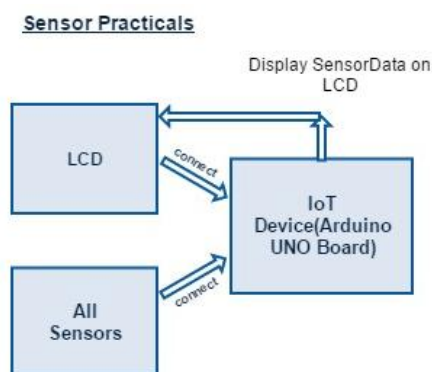 Sensor Practicals
Display SensorData on
LCD
LCD
connect
IoT
Device(Arduino
UNO Board)
connect
All
Sensors